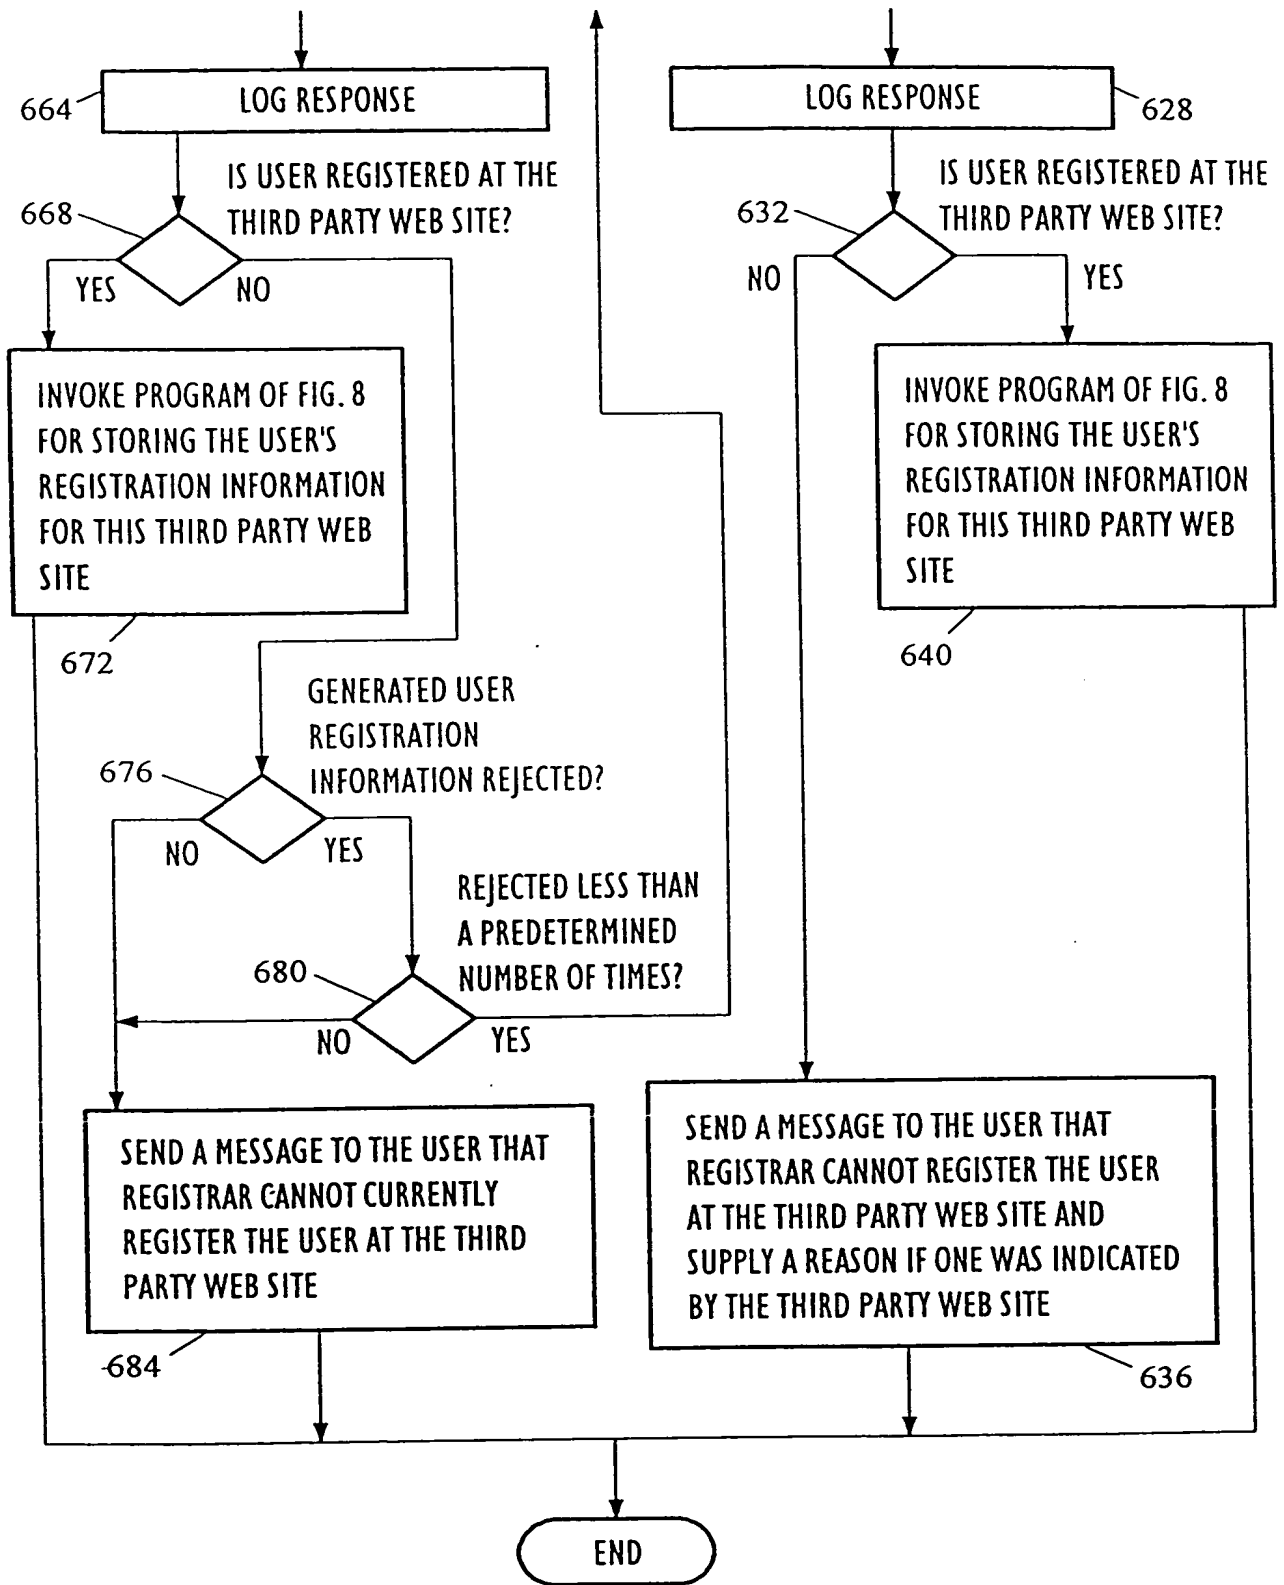 LOG RESPONSE
664
IS USER REGISTERED AT THE
THIRD PARTY WEB SITE?
668
YES
NO
INVOKE PROGRAM OF FIG. 8
FOR STORING THE USER'S
REGISTRATION INFORMATION
FOR THIS THIRD PARTY WEB
SITE
672
GENERATED USER
REGISTRATION
INFORMATION REJECTED?
676
NO
YES
REJECTED LESS THAN
A PREDETERMINED
NUMBER OF TIMES?
680
NO
YES
SEND A MESSAGE TO THE USER THAT
REGISTRAR CANNOT CURRENTLY
REGISTER THE USER AT THE THIRD
PARTY WEB SITE
684
LOG RESPONSE
628
IS USER REGISTERED AT THE
THIRD PARTY WEB SITE?
632
NO
YES
INVOKE PROGRAM OF FIG. 8
FOR STORING THE USER'S
REGISTRATION INFORMATION
FOR THIS THIRD PARTY WEB
SITE
640
SEND A MESSAGE TO THE USER THAT
REGISTRAR CANNOT REGISTER THE USER
AT THE THIRD PARTY WEB SITE AND
SUPPLY A REASON IF ONE WAS INDICATED
BY THE THIRD PARTY WEB SITE
636
END